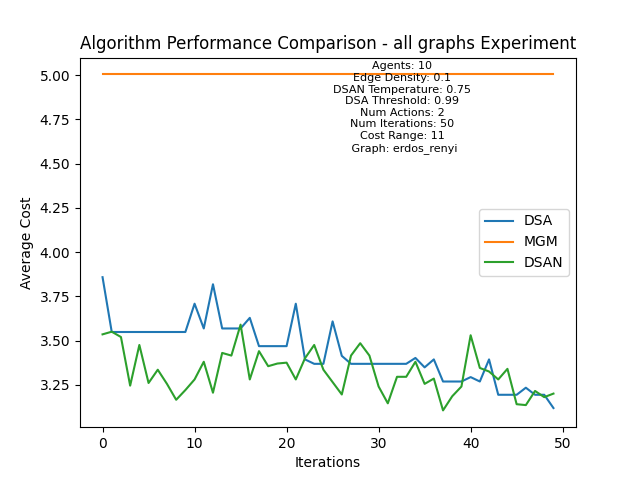 Algorithm Performance Comparison - all graphs Experiment
Agents: 10
Edge Density: 0.1
DSAN Temperature: 0.75
DSA Threshold: 0.99
Num Actions: 2
Num Iterations: 50
Cost Range: 11
Graph: erdos_renyi
5.00
4.75
4.50
4.25
4.00
3.75
3.50
3.25
Average Cost
DSA
MGM
DSAN
0 10 20 30 40 50
Iterations